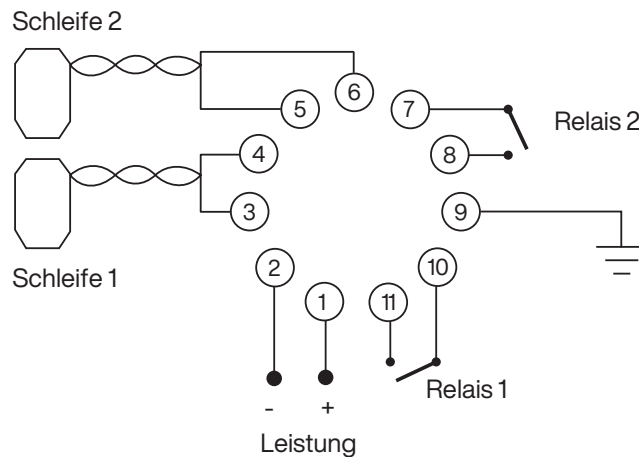 Schleife 2
6
5
7
Relais 2
4
8
3
9
Schleife 1
2
10
1
11
Relais 1
- +
Leistung